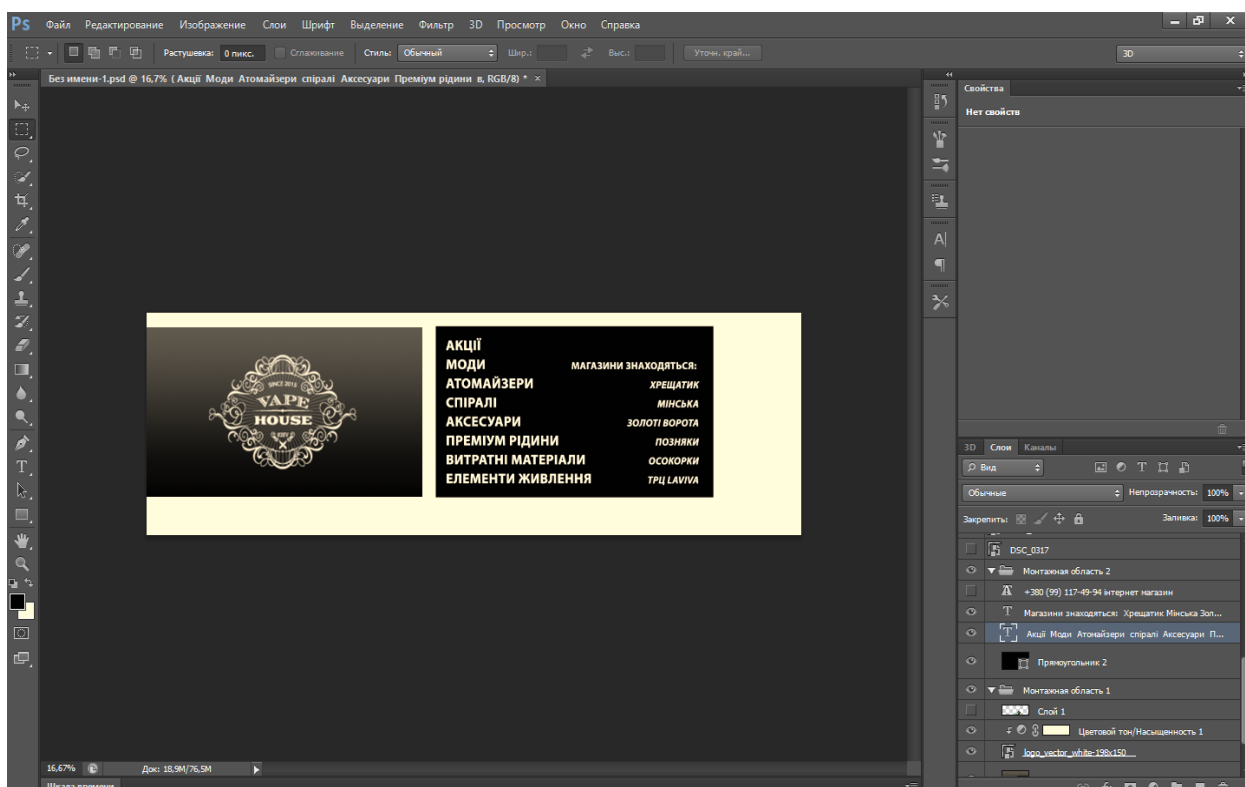 Ps Файл Редактирование Изображение Слои Шрифт Выделение Фильтр 3D Просмотр Окно Справка
Растушевка: 0 пикс. Сглаживание Стиль: Обычный Шир.: Выс.: Уточн. край... 3D
Без имени-1.psd @ 16,7% ( Акції Моди Атомайзери спіралі Аксесуари Преміум рідини в, RGB/8) * ×
Свойства
Нет свойств
SINCE 2013
VAPE
HOUSE
АКЦІЇ
МОДИ
АТОМАЙЗЕРИ
СПІРАЛІ
АКСЕСУАРИ
ПРЕМІУМ РІДИНИ
ВИТРАТНІ МАТЕРІАЛИ
ЕЛЕМЕНТИ ЖИВЛЕННЯ
МАГАЗИНИ ЗНАХОДЯТЬСЯ:
ХРЕЩАТИК
МІНСЬКА
ЗОЛОТІ ВОРОТА
ПОЗНЯКИ
ОСОКОРКИ
ТРЦ LAVIVA
3D Слои Каналы
Вид
Обычные Непрозрачность: 100%
Закрепить: Заливка: 100%
DSC_0317
Монтажная область 2
+380 (99) 117-49-94 інтернет магазин
Магазини знаходяться: Хрещатик Мінська Зол...
Акції Моди Атомайзери спіралі Аксесуари П...
Прямоугольник 2
Монтажная область 1
Слой 1
Цветовой тон/Насыщенность 1
logo_vector_white-198x150
16,67% Док: 18,9M/76,5M
Шкала времени